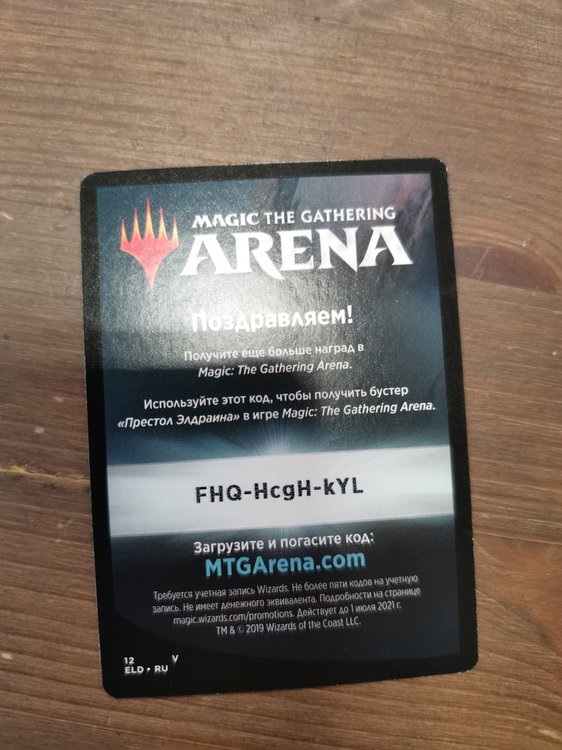 MAGIC THE GATHERING
ARENA
Поздравляем!
Получите еще больше наград в
Magic: The Gathering Arena.
Используйте этот код, чтобы получить бустер
«Престол Элдраина» в игре Magic: The Gathering Arena.
FHQ-HcgH-kYL
Загрузите и погасите код:
MTGArena.com
Требуется учетная запись Wizards. Не более пяти кодов на учетную
запись. Не имеет денежного эквивалента. Подробности на странице
magic.wizards.com/promotions. Действует до 1 июля 2021 г.
TM & © 2019 Wizards of the Coast LLC.
12 V
ELD • RU